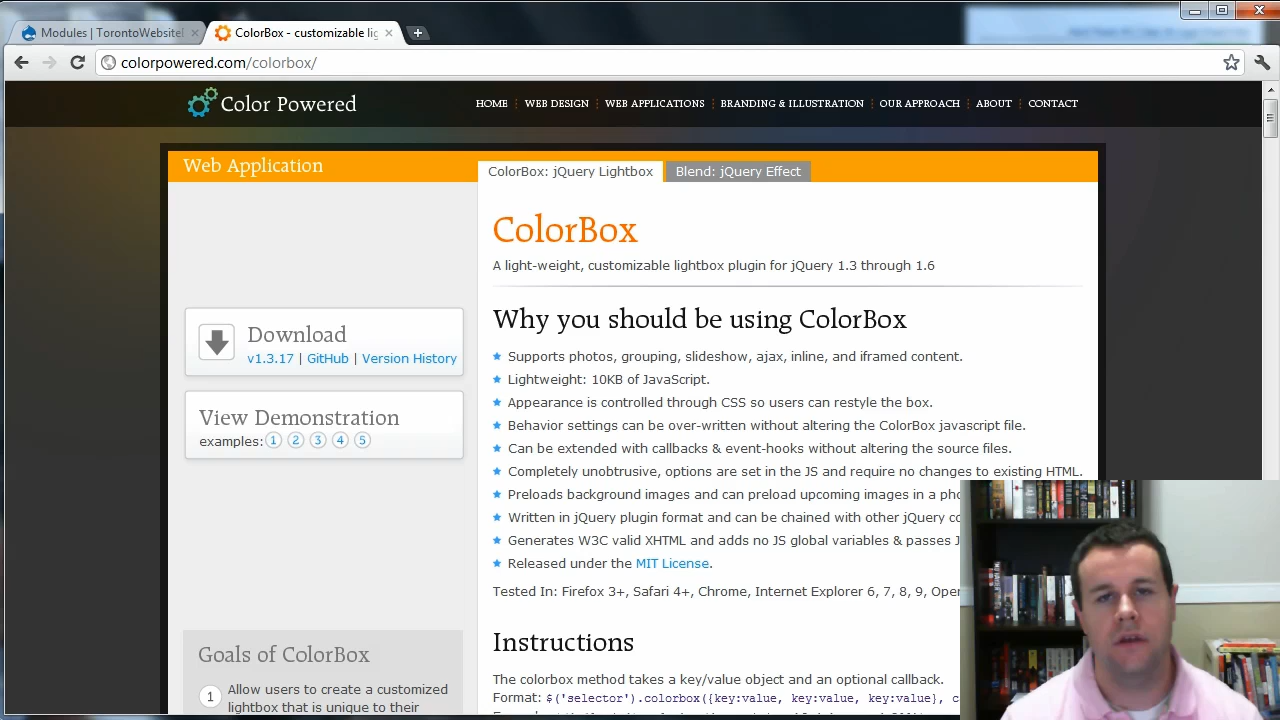 Modules | TorontoWebsite
ColorBox - customizable lig
colorpowered.com/colorbox/
Color Powered
HOME
WEB DESIGN
WEB APPLICATIONS
BRANDING & ILLUSTRATION
OUR APPROACH
ABOUT
CONTACT
Web Application
ColorBox: jQuery Lightbox
Blend: jQuery Effect
ColorBox
A light-weight, customizable lightbox plugin for jQuery 1.3 through 1.6
Download
v1.3.17 | GitHub | Version History
View Demonstration
examples: 1 2 3 4 5
Why you should be using ColorBox
Supports photos, grouping, slideshow, ajax, inline, and iframed content.
Lightweight: 10KB of JavaScript.
Appearance is controlled through CSS so users can restyle the box.
Behavior settings can be over-written without altering the ColorBox javascript file.
Can be extended with callbacks & event-hooks without altering the source files.
Completely unobtrusive, options are set in the JS and require no changes to existing HTML.
Preloads background images and can preload upcoming images in a pho
Written in jQuery plugin format and can be chained with other jQuery co
Generates W3C valid XHTML and adds no JS global variables & passes J
Released under the MIT License.
Tested In: Firefox 3+, Safari 4+, Chrome, Internet Explorer 6, 7, 8, 9, Oper
Instructions
The colorbox method takes a key/value object and an optional callback.
Format: $('selector').colorbox({key:value, key:value, key:value}, c
Goals of ColorBox
1 Allow users to create a customized
lightbox that is unique to their